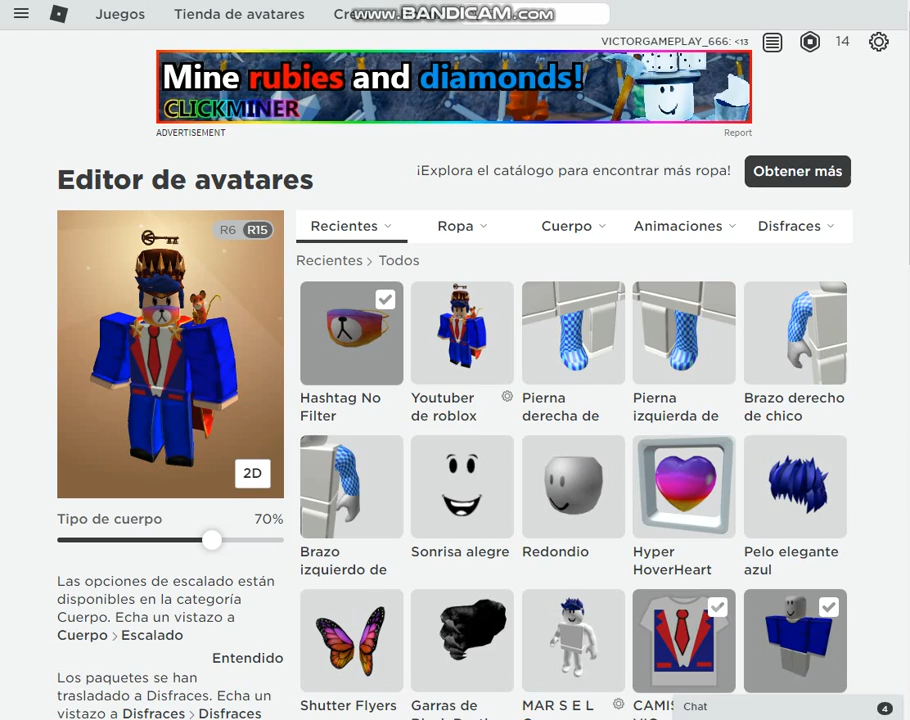 www.BANDICAM.com
Juegos
Tienda de avatares
VICTORGAMEPLAY_666: <13
14
Mine rubies and diamonds!
CLICKMINER
ADVERTISEMENT
Report
Editor de avatares
¡Explora el catálogo para encontrar más ropa!
Obtener más
R6 R15
2D
Tipo de cuerpo 70%
Las opciones de escalado están
disponibles en la categoría
Cuerpo. Echa un vistazo a
Cuerpo > Escalado
Entendido
Los paquetes se han
trasladado a Disfraces. Echa un
vistazo a Disfraces > Disfraces
Recientes
Ropa
Cuerpo
Animaciones
Disfraces
Recientes > Todos
Hashtag No
Filter
Youtuber
de roblox
Pierna
derecha de
Pierna
izquierda de
Brazo derecho
de chico
Brazo
izquierdo de
Sonrisa alegre
Redondio
Hyper
HoverHeart
Pelo elegante
azul
Shutter Flyers
Garras de
MAR S E L
Chat
4